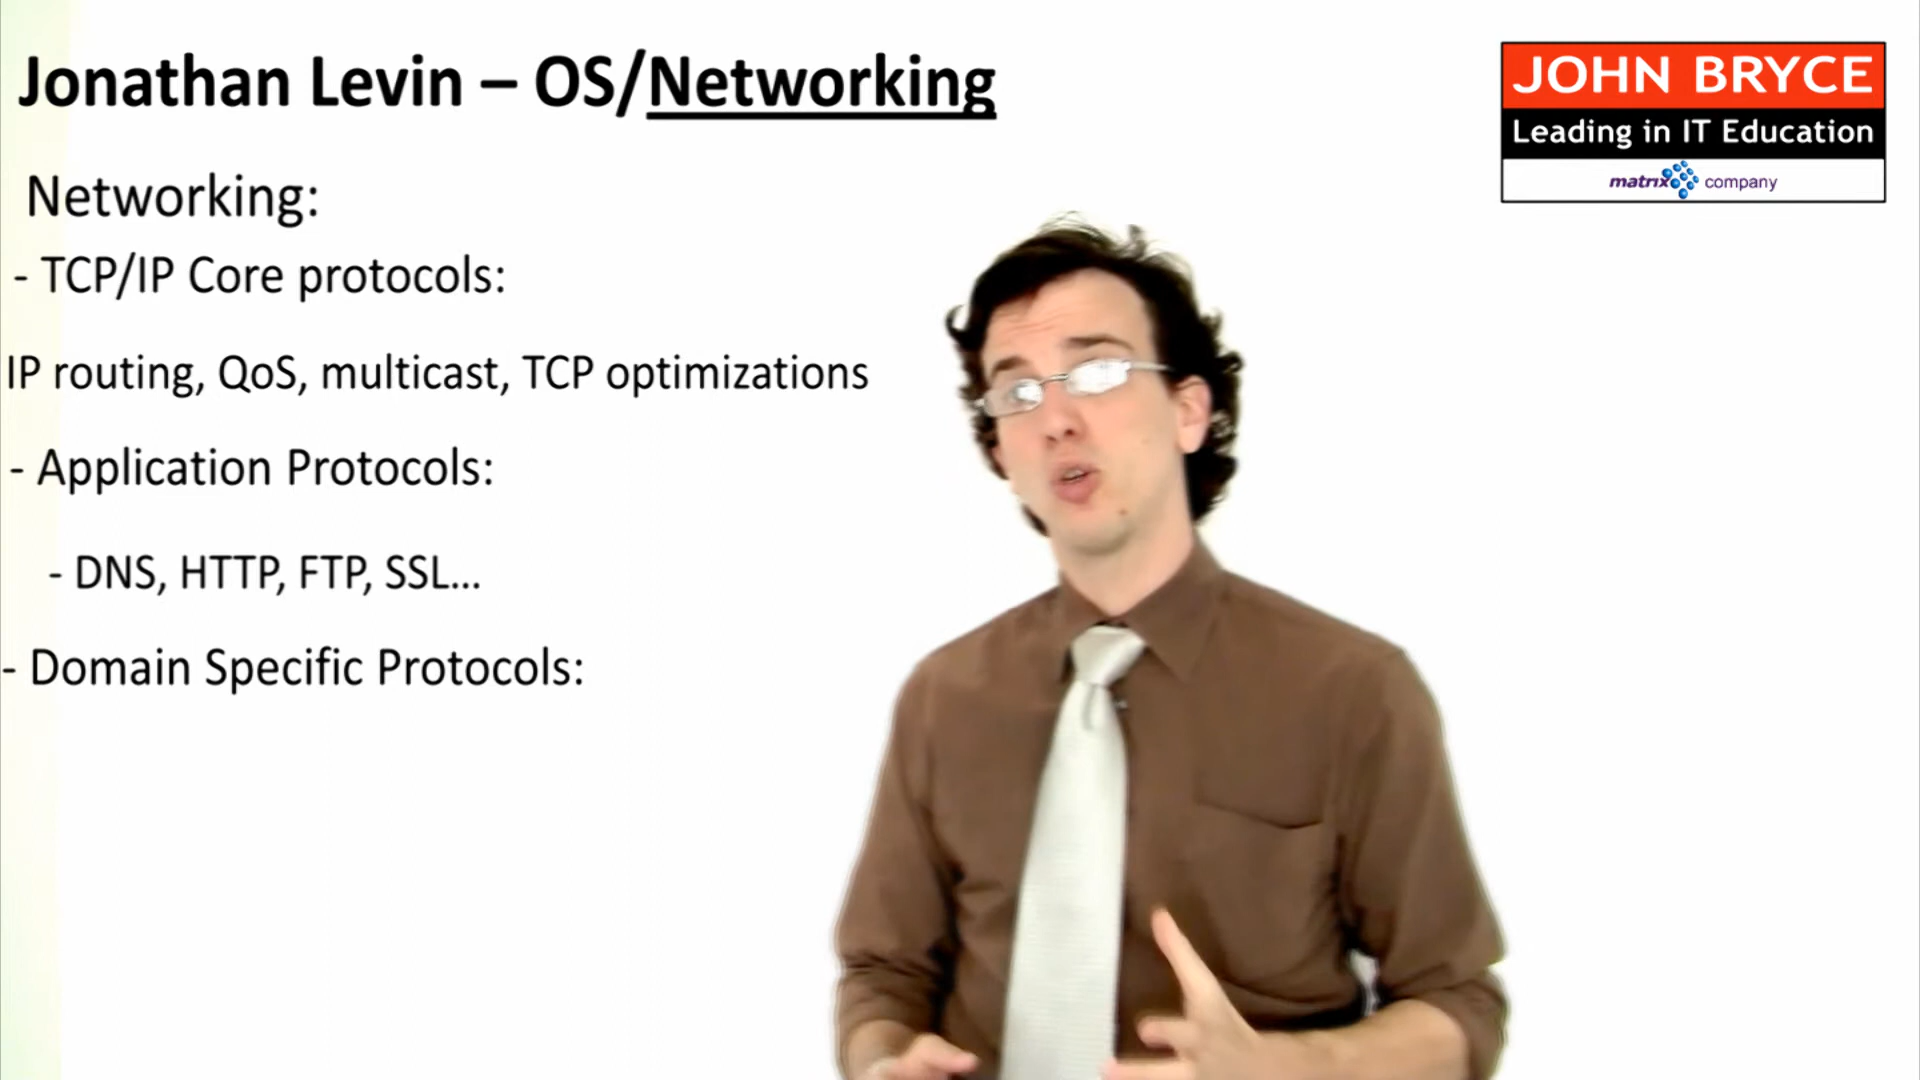 Jonathan Levin – OS/Networking
JOHN BRYCE
Leading in IT Education
matrix company
Networking:
- TCP/IP Core protocols:
IP routing, QoS, multicast, TCP optimizations
- Application Protocols:
- DNS, HTTP, FTP, SSL...
- Domain Specific Protocols: